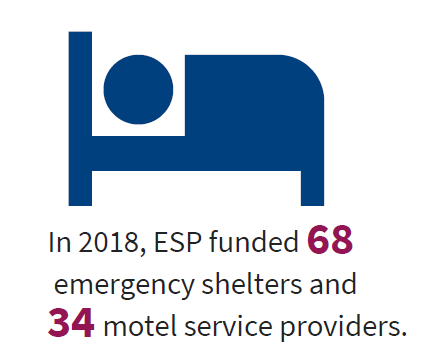 In 2018, ESP funded 68
emergency shelters and
34 motel service providers.